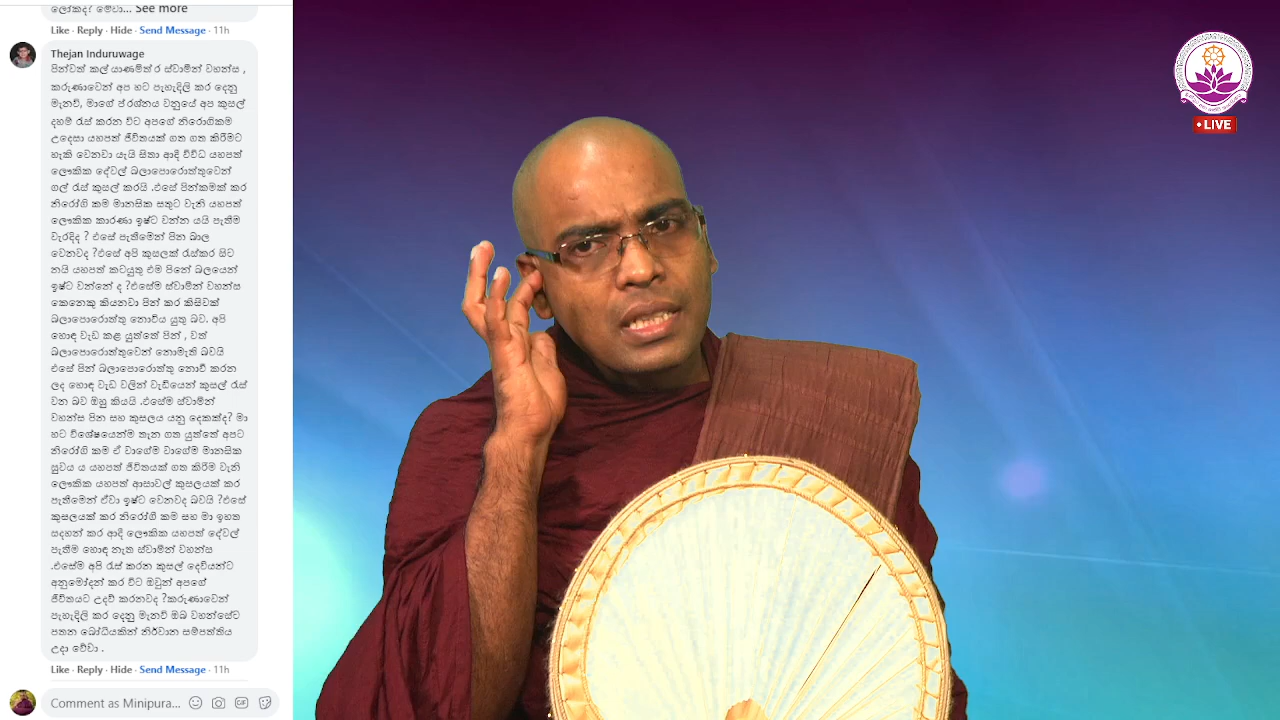 ලෝකද? මේවා... See more
Like · Reply · Hide · Send Message · 11h
Thejan Induruwage
පින්වත් කල් යාණමිත් ර ස්වාමීන් වහන්ස ,
කරුණාවෙන් අප හට පැහැදිලි කර දෙනු
මැනවි, මාගේ ප් රශ්නය වනුයේ අප කුසල්
දහම් රැස් කරන විට අපගේ නිරොගිකම
උදෙසා යහපත් ජීවිතයක් ගත ගත කිරීමට
හැකි වෙනවා යැයි සිතා ආදී විවිධ යහපත්
ලෞකික දේවල් බලාපොරොත්තුවෙන්
ගල් රැස් කුසල් කරයි .එසේ පින්කමක් කර
නිරෝගි කම මානසික සතුට වැනි යහපත්
ලෞකික කාරණා ඉෂ්ට වන්න යයි පැතීම
වැරදිද ? එසේ පැතීමෙන් පින බාල
වෙනවද ?එසේ අපි කුසලක් රැස්කර සිට
නයි යහපත් කටයුතු එම පිනේ බලයෙන්
ඉෂ්ට වන්නේ ද ?එසේම ස්වාමීන් වහන්ස
කෙනෙකු කියනවා පින් කර කිසිවක්
බලාපොරොත්තු නොවිය යුතු බව. අපි
හොඳ වැඩ කළ යුත්තේ පින් , වත්
බලාපොරොත්තුවෙන් නොමැති බවයි
එසේ පින් බලාපොරොත්තු නොවී කරන
ලද හොඳ වැඩ වලින් වැඩියෙන් කුසල් රැස්
වන බව ඔහු කියයි .එසේම ස්වාමීන්
වහන්ස පින සහ කුසලය යනු දෙකක්ද? මා
හට විශේෂයෙන්ම තැන ගත යුත්තේ අපට
නිරෝගි කම ඒ වාගේම වාගේම මානසික
සුවය ය යහපත් ජීවිතයක් ගත කිරීම වැනි
ලෞකික යහපත් ආසාවල් කුසලයක් කර
පැතීමෙන් ඒවා ඉෂ්ට වෙනවද බවයි ?එසේ
කුසලයක් කර නිරෝගි කම සහ මා ඉහත
සඳහන් කර ආදී ලෞකික යහපත් දේවල්
පැතීම හොඳ නැත ස්වාමීන් වහන්ස
.එසේම අපි රැස් කරන කුසල් දෙවියන්ට
අනුමෝදන් කර විට ඔවුන් අපගේ
ජීවිතයට උදව් කරනවද ?කරුණාවෙන්
පැහැදිලි කර දෙනු මැනවි ඔබ වහන්සේට
පතන බෝධියකින් නිර්වාන සම්පත්තිය
උදා වේවා .
Like · Reply · Hide · Send Message · 11h
Comment as Minipura...
GIF
LIVE